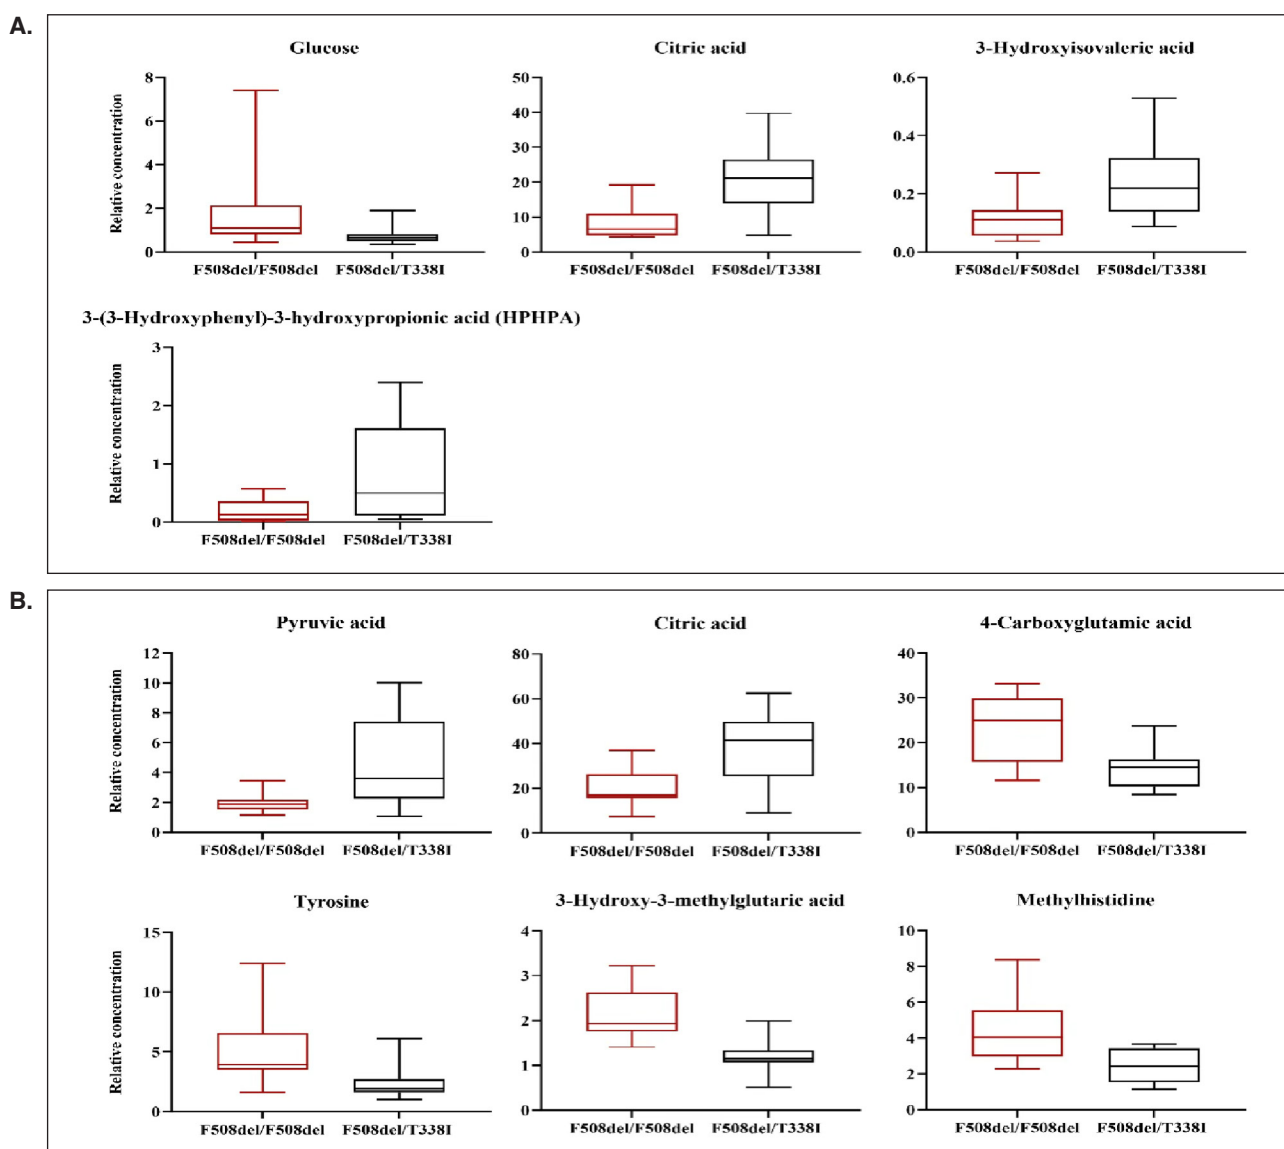 A.
Glucose
Citric acid
3-Hydroxyisovaleric acid
Relative concentration
8
6
4
2
0
F508del/F508del F508del/T338I
50
40
30
20
10
0
F508del/F508del F508del/T338I
0.6
0.4
0.2
0.0
F508del/F508del F508del/T338I
3-(3-Hydroxyphenyl)-3-hydroxypropionic acid (HPHPA)
Relative concentration
3
2
1
0
F508del/F508del F508del/T338I
B.
Pyruvic acid
Citric acid
4-Carboxyglutamic acid
Relative concentration
12
10
8
6
4
2
0
F508del/F508del F508del/T338I
80
60
40
20
0
F508del/F508del F508del/T338I
40
30
20
10
0
F508del/F508del F508del/T338I
Tyrosine
3-Hydroxy-3-methylglutaric acid
Methylhistidine
Relative concentration
15
10
5
0
F508del/F508del F508del/T338I
4
3
2
1
0
F508del/F508del F508del/T338I
10
8
6
4
2
0
F508del/F508del F508del/T338I